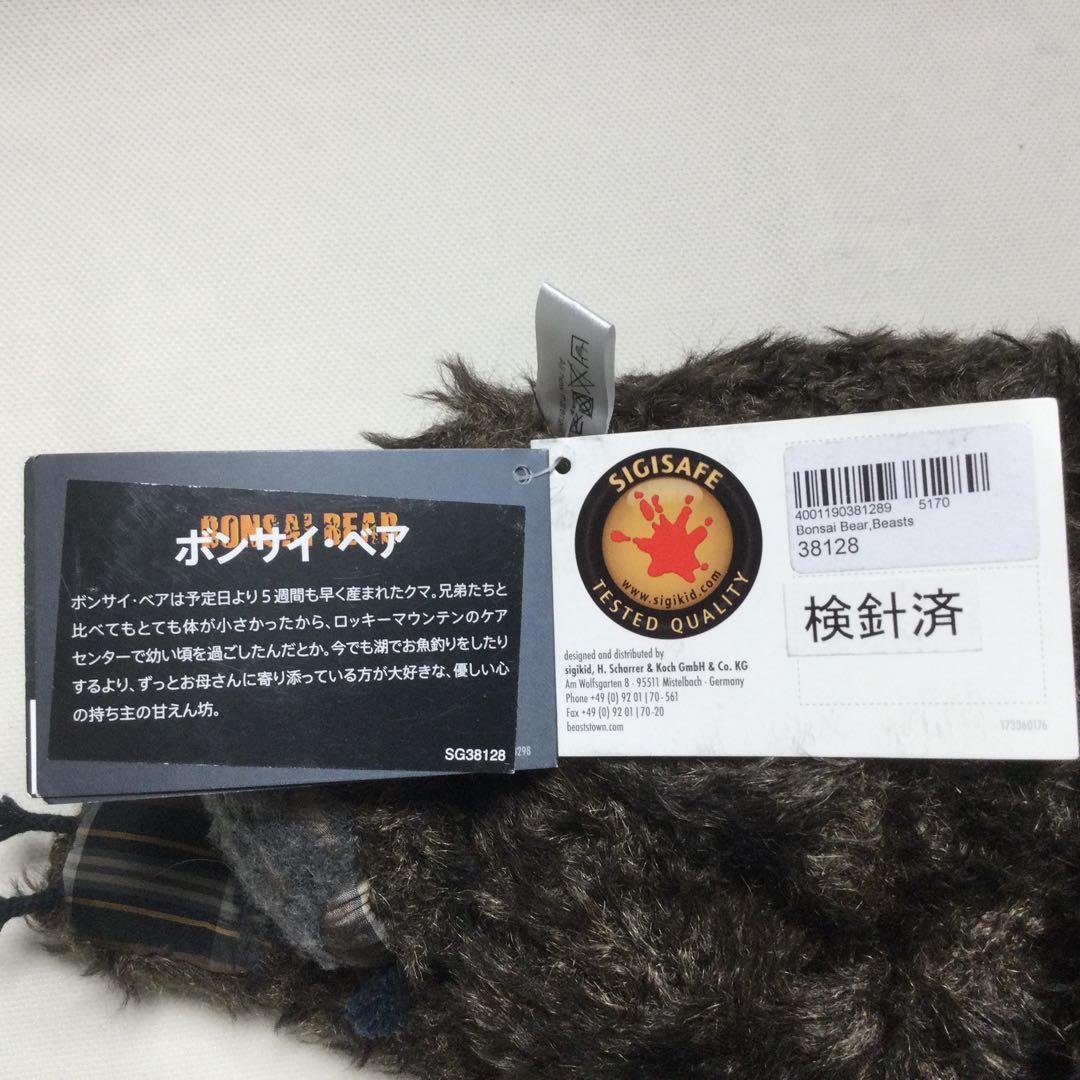 BONSAI BEAR
ボンサイ・ベア
ボンサイ・ベアは予定日より5週間も早く産まれたクマ。兄弟たちと
比べてもとても体が小さかったから、ロッキーマウンテンのケア
センターで幼い頃を過ごしたんだとか。今でも湖でお魚釣りをしたり
するより、ずっとお母さんに寄り添っている方が大好きな、優しい心
の持ち主の甘えん坊。
SG38128
SIGISAFE
www.sigikid.com
TESTED QUALITY
designed and distributed by
sigikid, H. Scharrer & Koch GmbH & Co. KG
Am Wolfsgarten 8 · 95511 Mistelbach · Germany
Phone +49 (0) 92 01 | 70-561
Fax +49 (0) 92 01 | 70-20
beaststown.com
4001190381289 5170
Bonsai Bear,Beasts
38128
検針済
173360176